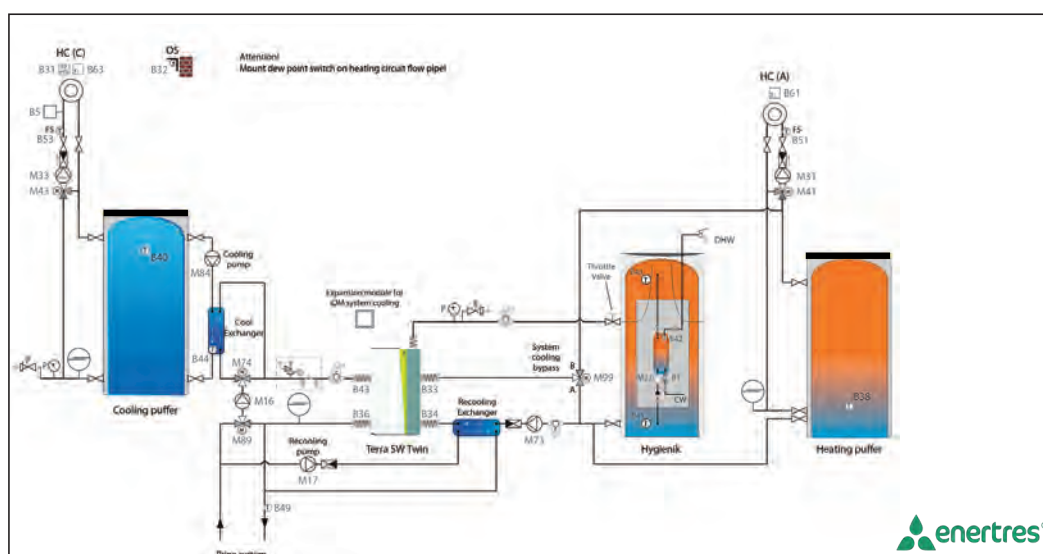 HC (C)
B31
B63
OS
B32
Attention!
Mount dew point switch on heating circuit flow pipe!
HC (A)
B61
B5
FS
B53
FS
B51
M33
M43
M31
M41
B40
Cooling
pump
M84
DHW
Throttle
Valve
Expansion module for
iDM system cooling
Cool
Exchanger
B44
M74
B42
System
cooling
bypass
B
A
M99
B43
B33
M16
B36
B34
Recooling
Exchanger
CW
B38
M89
M73
Cooling puffer
Recooling
pump
Terra SW Twin
Hygienik
Heating puffer
M17
B49
enertres